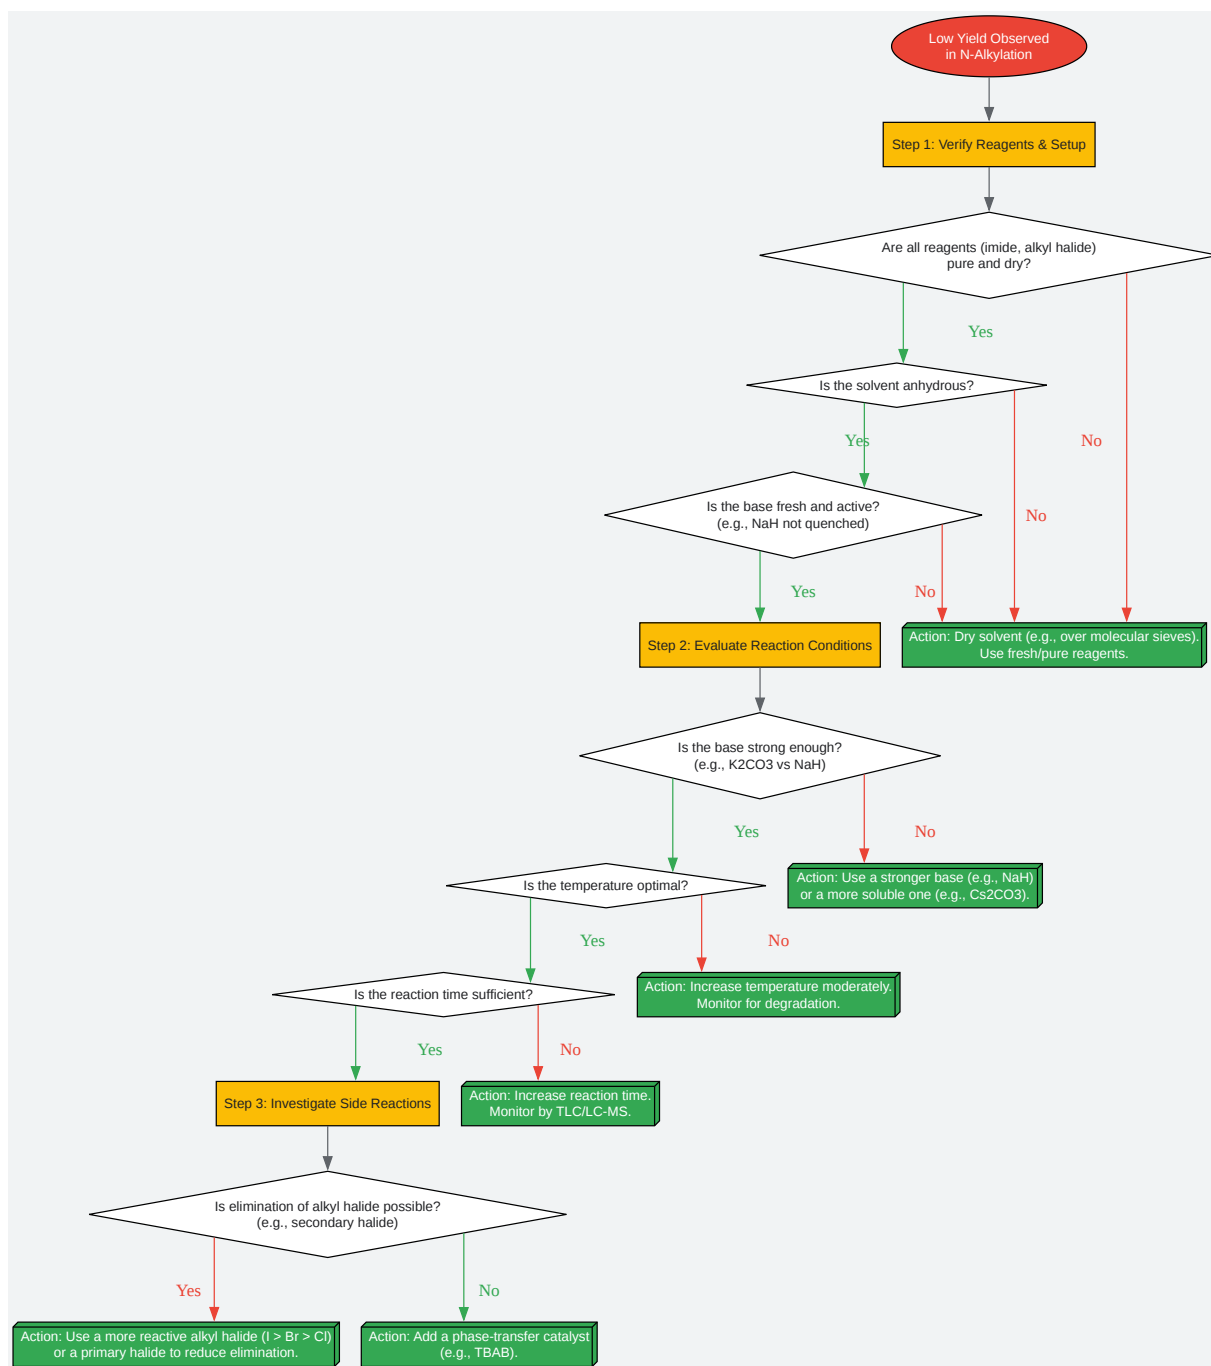 Low Yield Observed
in N-Alkylation
Step 1: Verify Reagents & Setup
Are all reagents (imide, alkyl halide)
pure and dry?
Yes
Is the solvent anhydrous?
Yes
No
Is the base fresh and active?
(e.g., NaH not quenched)
No
Yes
No
Step 2: Evaluate Reaction Conditions
Action: Dry solvent (e.g., over molecular sieves).
Use fresh/pure reagents.
Is the base strong enough?
(e.g., K2CO3 vs NaH)
Yes
No
Is the temperature optimal?
Action: Use a stronger base (e.g., NaH)
or a more soluble one (e.g., Cs2CO3).
Yes
No
Is the reaction time sufficient?
Action: Increase temperature moderately.
Monitor for degradation.
Yes
No
Step 3: Investigate Side Reactions
Action: Increase reaction time.
Monitor by TLC/LC-MS.
Is elimination of alkyl halide possible?
(e.g., secondary halide)
Yes
No
Action: Use a more reactive alkyl halide (I > Br > Cl)
or a primary halide to reduce elimination.
Action: Add a phase-transfer catalyst
(e.g., TBAB).